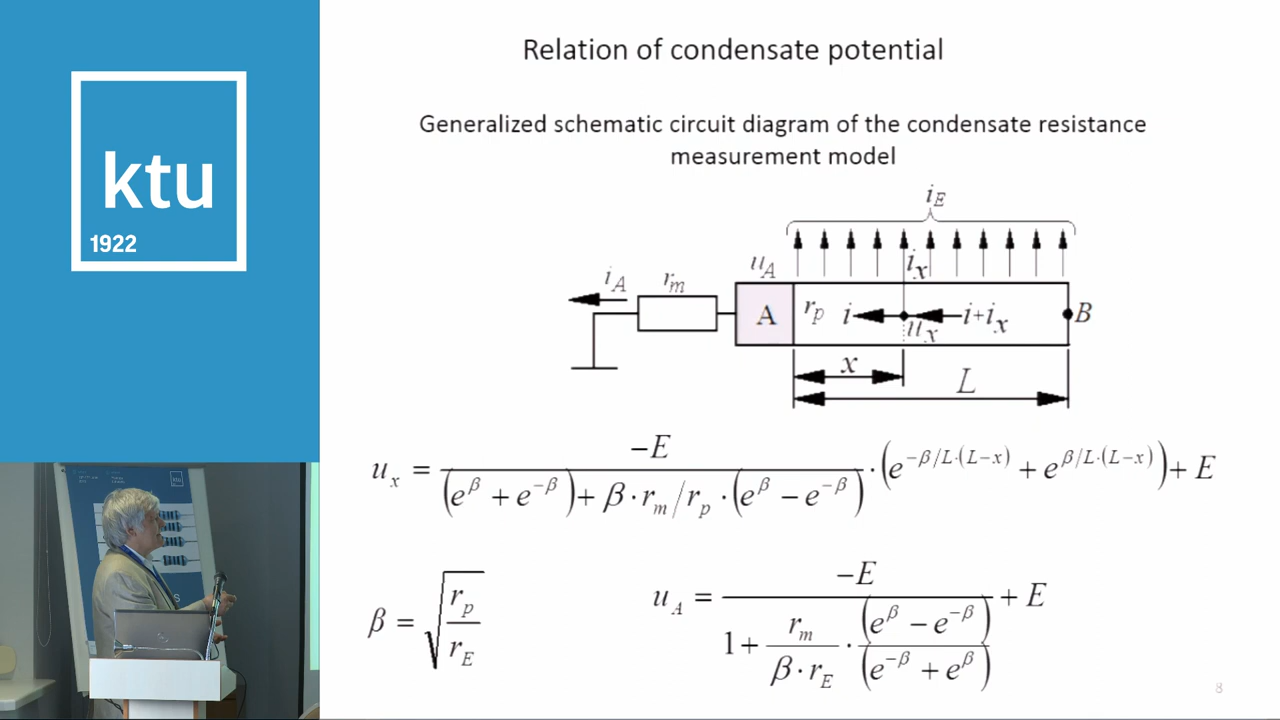 ktu
1922
Relation of condensate potential
Generalized schematic circuit diagram of the condensate resistance
measurement model
i_E
u_A i_x
i_A r_m
A r_p i u_x i+i_x B
x
L
u_x = -E / ((e^β + e^{-β}) + β·r_m/r_p·(e^β − e^{-β})) · (e^{-β/L·(L−x)} + e^{β/L·(L−x)}) + E
β = √(r_p / r_E)
u_A = -E / (1 + r_m / (β·r_E) · (e^β − e^{-β}) / (e^{-β} + e^β)) + E
8